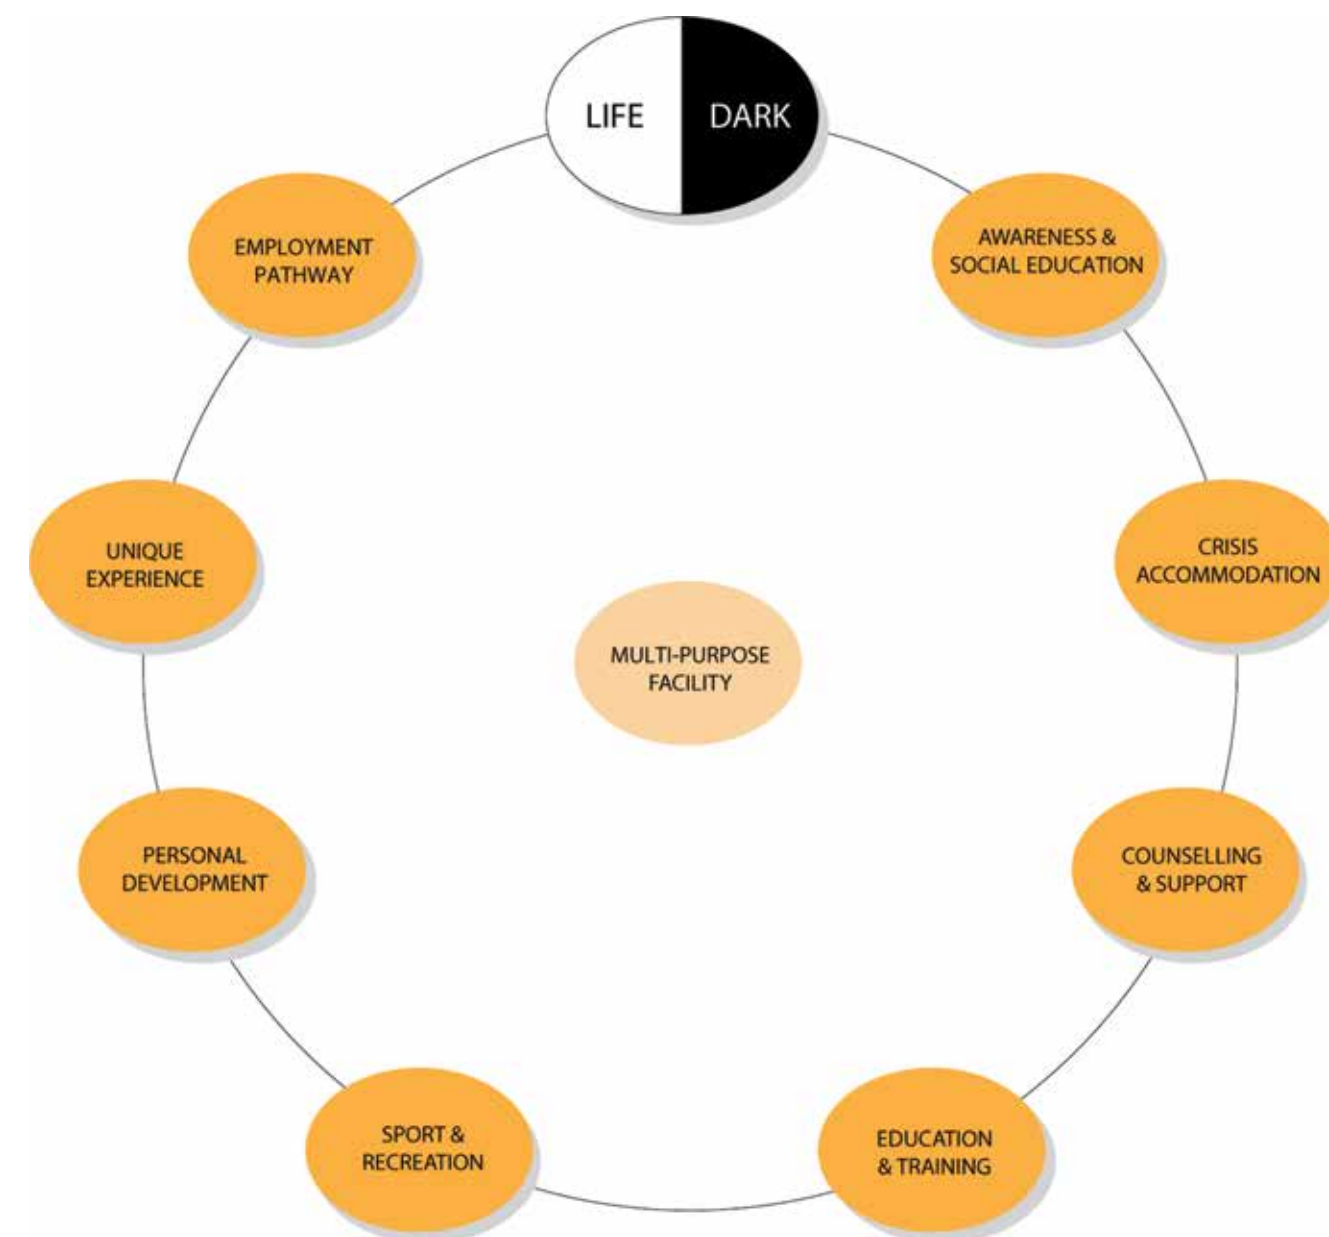 LIFE DARK
EMPLOYMENT
PATHWAY
AWARENESS &
SOCIAL EDUCATION
UNIQUE
EXPERIENCE
CRISIS
ACCOMMODATION
MULTI-PURPOSE
FACILITY
PERSONAL
DEVELOPMENT
COUNSELLING
& SUPPORT
SPORT &
RECREATION
EDUCATION
& TRAINING